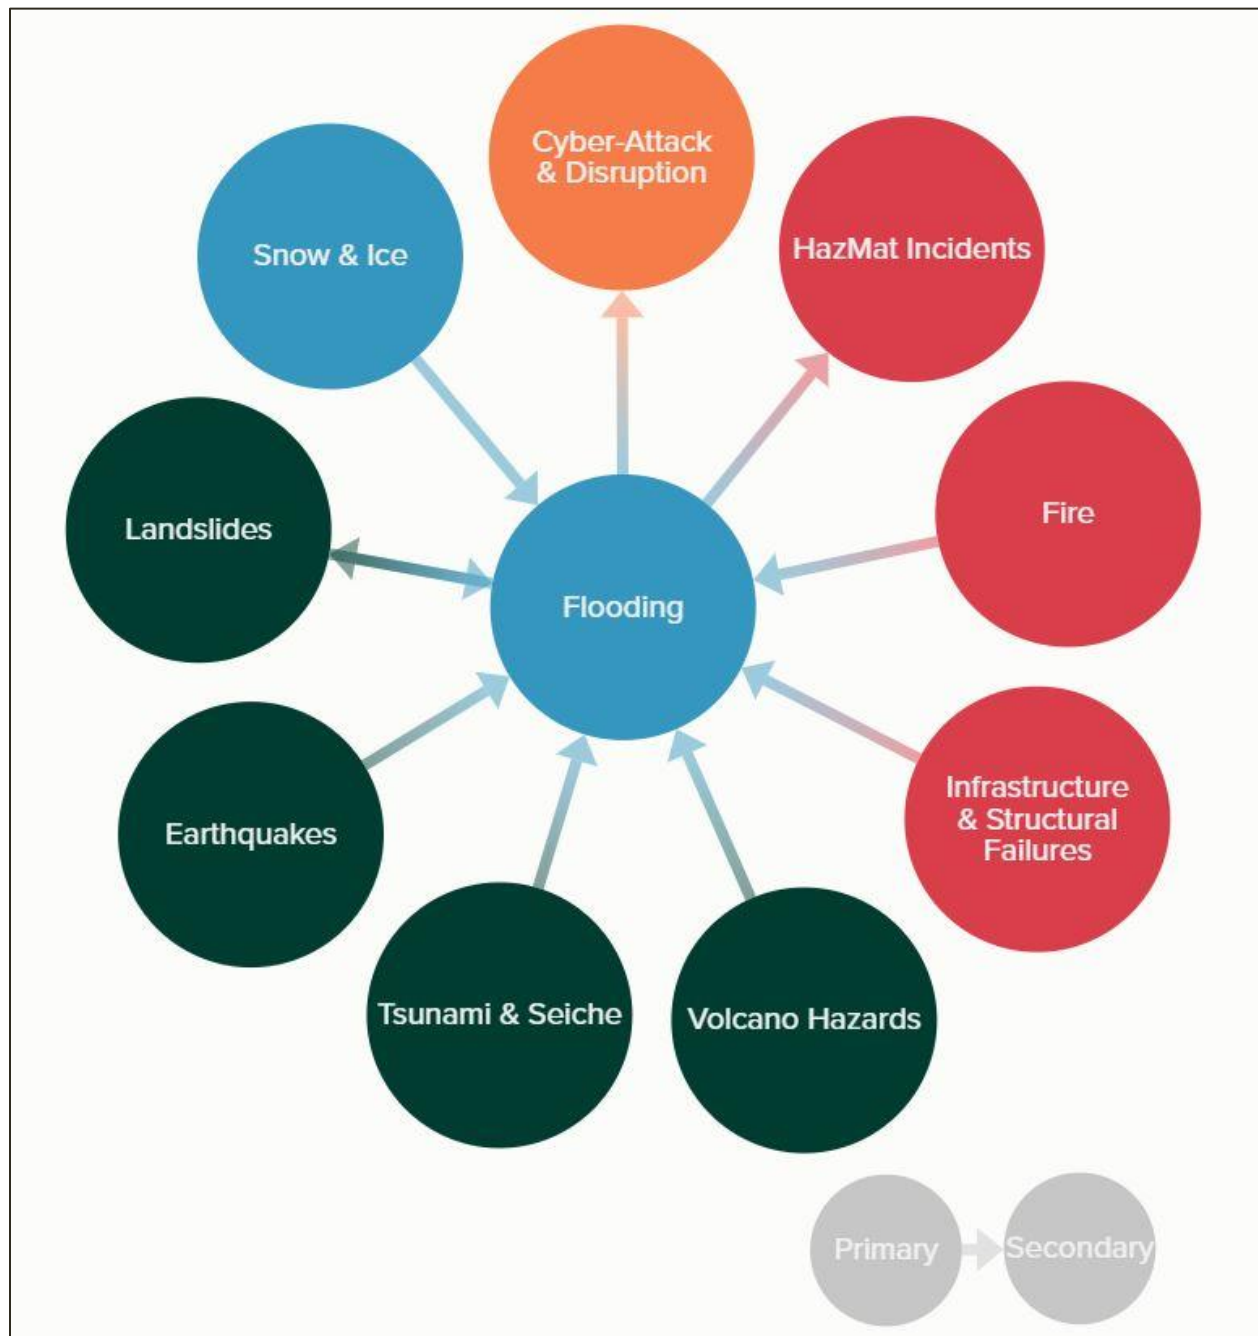 Cyber-Attack
& Disruption
HazMat Incidents
Snow & Ice
Fire
Landslides
Flooding
Infrastructure
& Structural
Failures
Earthquakes
Tsunami & Seiche
Volcano Hazards
Primary
Secondary